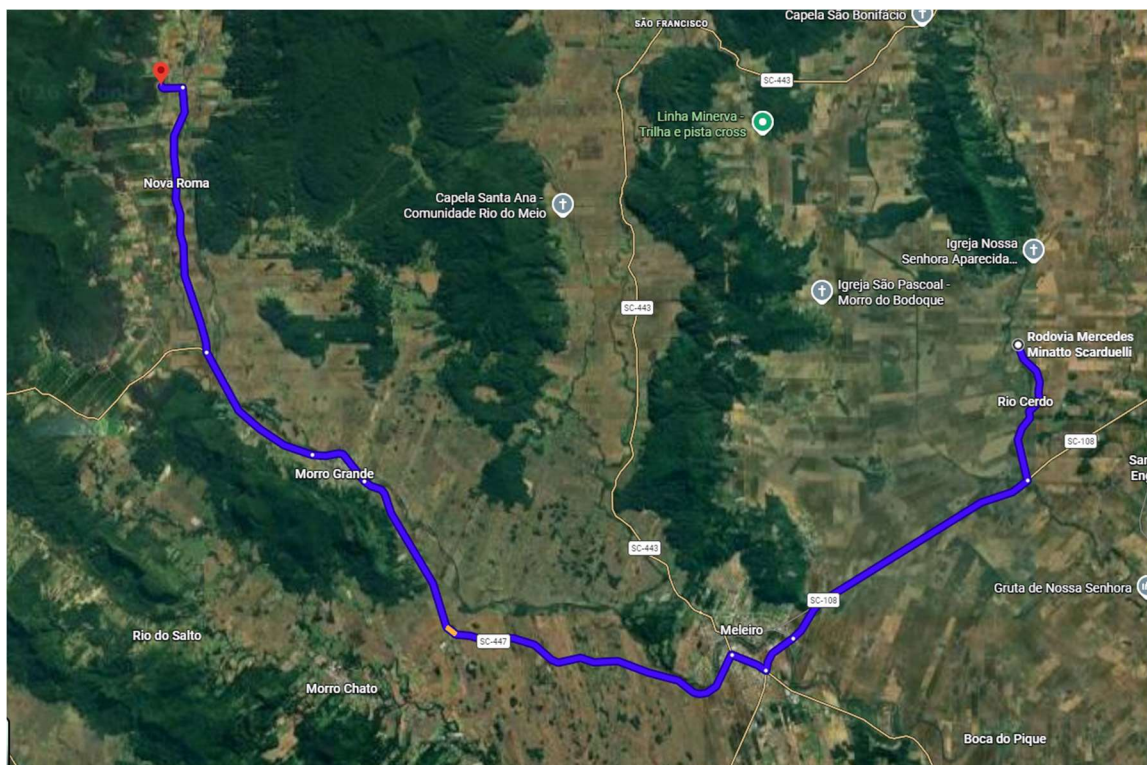 SÃO FRANCISCO
Capela São Bonifácio
SC-443
Linha Minerva -
Trilha e pista cross
Nova Roma
Capela Santa Ana -
Comunidade Rio do Meio
Igreja Nossa
Senhora Aparecida...
Igreja São Pascoal -
Morro do Bodoque
SC-443
Rodovia Mercedes
Minatto Scarduelli
Rio Cerdo
SC-108
Morro Grande
SC-443
Gruta de Nossa Senhora
SC-108
Rio do Salto
SC-447
Meleiro
Morro Chato
Boca do Pique